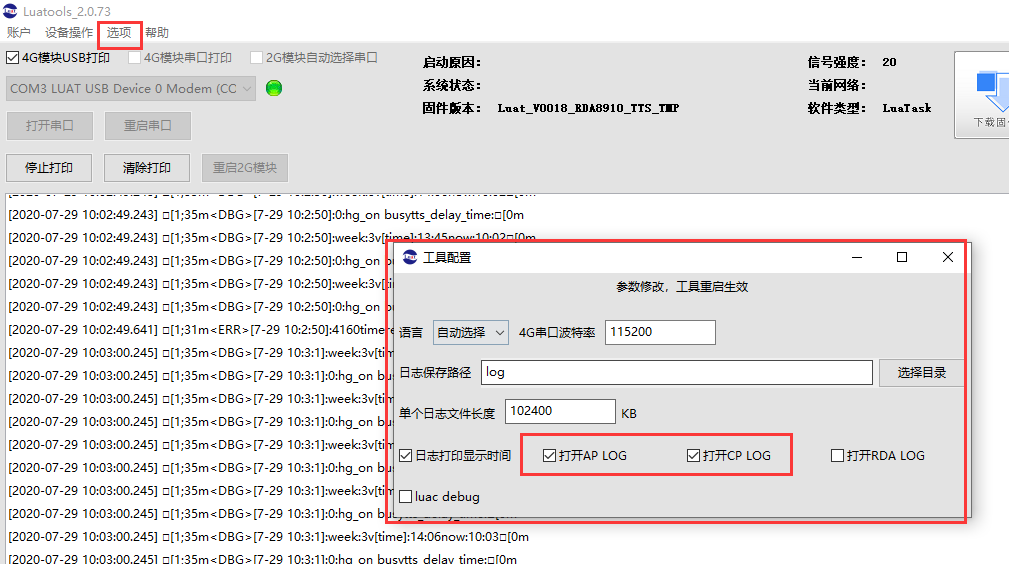 Luatools_2.0.73
账户 设备操作 选项 帮助
4G模块USB打印 4G模块串口打印 2G模块自动选择串口
COM3 LUAT USB Device 0 Modem (CC
打开串口 重启串口
停止打印 清除打印 重启2G模块
启动原因:
系统状态:
固件版本: Luat_V0018_RDA8910_TTS_TMP
信号强度: 20
当前网络:
软件类型: LuaTask
下载固
[2020-07-29 10:02:49.243] □[1;35m<DBG>[7-29 10:2:50]:0:hg_on busytts_delay_time:□[0m
[2020-07-29 10:02:49.243] □[1;35m<DBG>[7-29 10:2:50]:week:3v[time]:13:45now:10:02□[0m
[2020-07-29 10:02:49.243] □[1;35m<DBG>[7-29 10:2:50]:0:hg_on bu
[2020-07-29 10:02:49.243] □[1;35m<DBG>[7-29 10:2:50]:week:3v[tim
[2020-07-29 10:02:49.243] □[1;35m<DBG>[7-29 10:2:50]:0:hg_on bu
[2020-07-29 10:02:49.641] □[1;31m<ERR>[7-29 10:2:50]:4160timere
[2020-07-29 10:03:00.245] □[1;35m<DBG>[7-29 10:3:1]:week:3v[tim
[2020-07-29 10:03:00.245] □[1;35m<DBG>[7-29 10:3:1]:0:hg_on bu
[2020-07-29 10:03:00.245] □[1;35m<DBG>[7-29 10:3:1]:week:3v[tim
[2020-07-29 10:03:00.245] □[1;35m<DBG>[7-29 10:3:1]:0:hg_on bu
[2020-07-29 10:03:00.245] □[1;35m<DBG>[7-29 10:3:1]:week:3v[tim
[2020-07-29 10:03:00.245] □[1;35m<DBG>[7-29 10:3:1]:0:hg_on bu
[2020-07-29 10:03:00.245] □[1;35m<DBG>[7-29 10:3:1]:week:3v[tim
[2020-07-29 10:03:00.245] □[1;35m<DBG>[7-29 10:3:1]:0:hg_on
[2020-07-29 10:03:00.245] □[1;35m<DBG>[7-29 10:3:1]:week:3v[time]:14:06now:10:03□[0m
[2020-07-29 10:03:00.245] □[1;35m<DBG>[7-29 10:3:1]:0:hg_on busytts_delay_time:□[0m
工具配置
参数修改，工具重启生效
语言 自动选择 4G串口波特率 115200
日志保存路径 log 选择目录
单个日志文件长度 102400 KB
日志打印显示时间 打开AP LOG 打开CP LOG 打开RDA LOG
luac debug